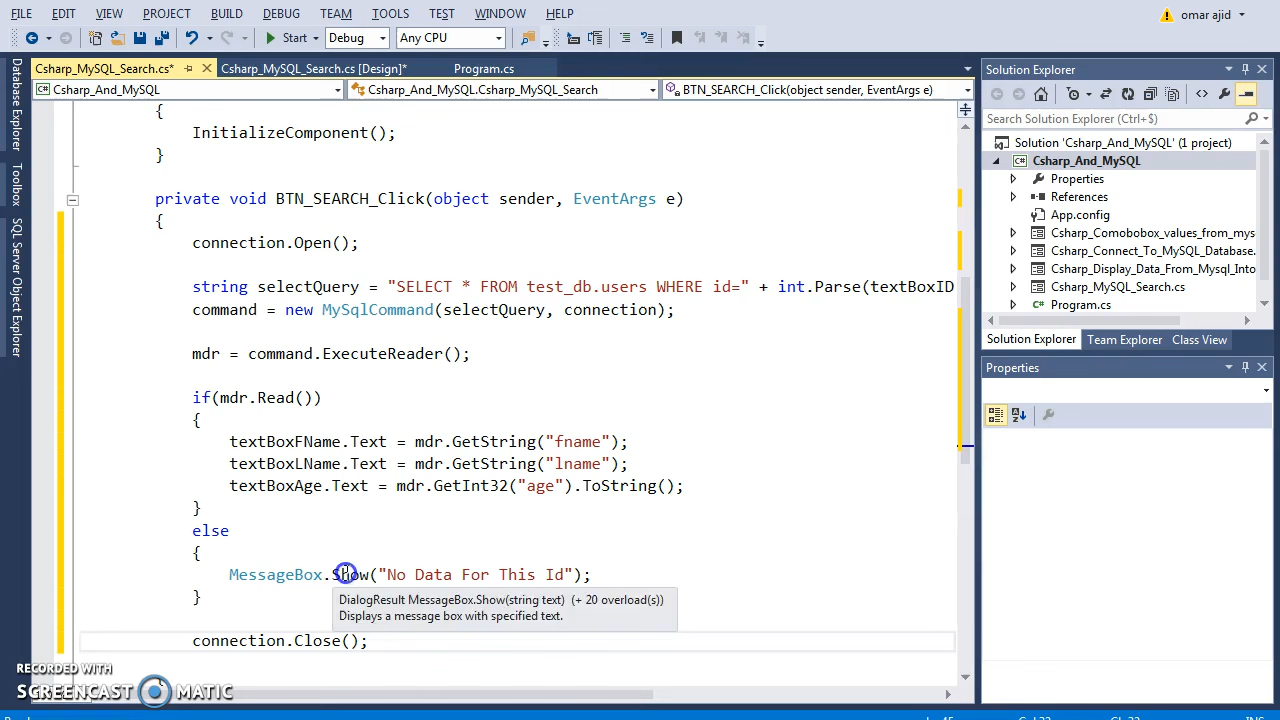 FILE EDIT VIEW PROJECT BUILD DEBUG TEAM TOOLS TEST WINDOW HELP omar ajid
Start Debug Any CPU
Csharp_MySQL_Search.cs* Csharp_MySQL_Search.cs [Design]* Program.cs
Csharp_And_MySQL Csharp_And_MySQL.Csharp_MySQL_Search BTN_SEARCH_Click(object sender, EventArgs e)
Database Explorer
Toolbox
SQL Server Object Explorer
{
InitializeComponent();
}
private void BTN_SEARCH_Click(object sender, EventArgs e)
{
connection.Open();
string selectQuery = "SELECT * FROM test_db.users WHERE id=" + int.Parse(textBoxID
command = new MySqlCommand(selectQuery, connection);
mdr = command.ExecuteReader();
if(mdr.Read())
{
textBoxFName.Text = mdr.GetString("fname");
textBoxLName.Text = mdr.GetString("lname");
textBoxAge.Text = mdr.GetInt32("age").ToString();
}
else
{
MessageBox.Show("No Data For This Id");
}
DialogResult MessageBox.Show(string text) (+ 20 overload(s))
Displays a message box with specified text.
connection.Close();
RECORDED WITH
SCREENCAST MATIC
Solution Explorer
Search Solution Explorer (Ctrl+$)
Solution 'Csharp_And_MySQL' (1 project)
Csharp_And_MySQL
Properties
References
App.config
Csharp_Comobobox_values_from_mys
Csharp_Connect_To_MySQL_Database.
Csharp_Display_Data_From_Mysql_Into
Csharp_MySQL_Search.cs
Program.cs
Solution Explorer Team Explorer Class View
Properties